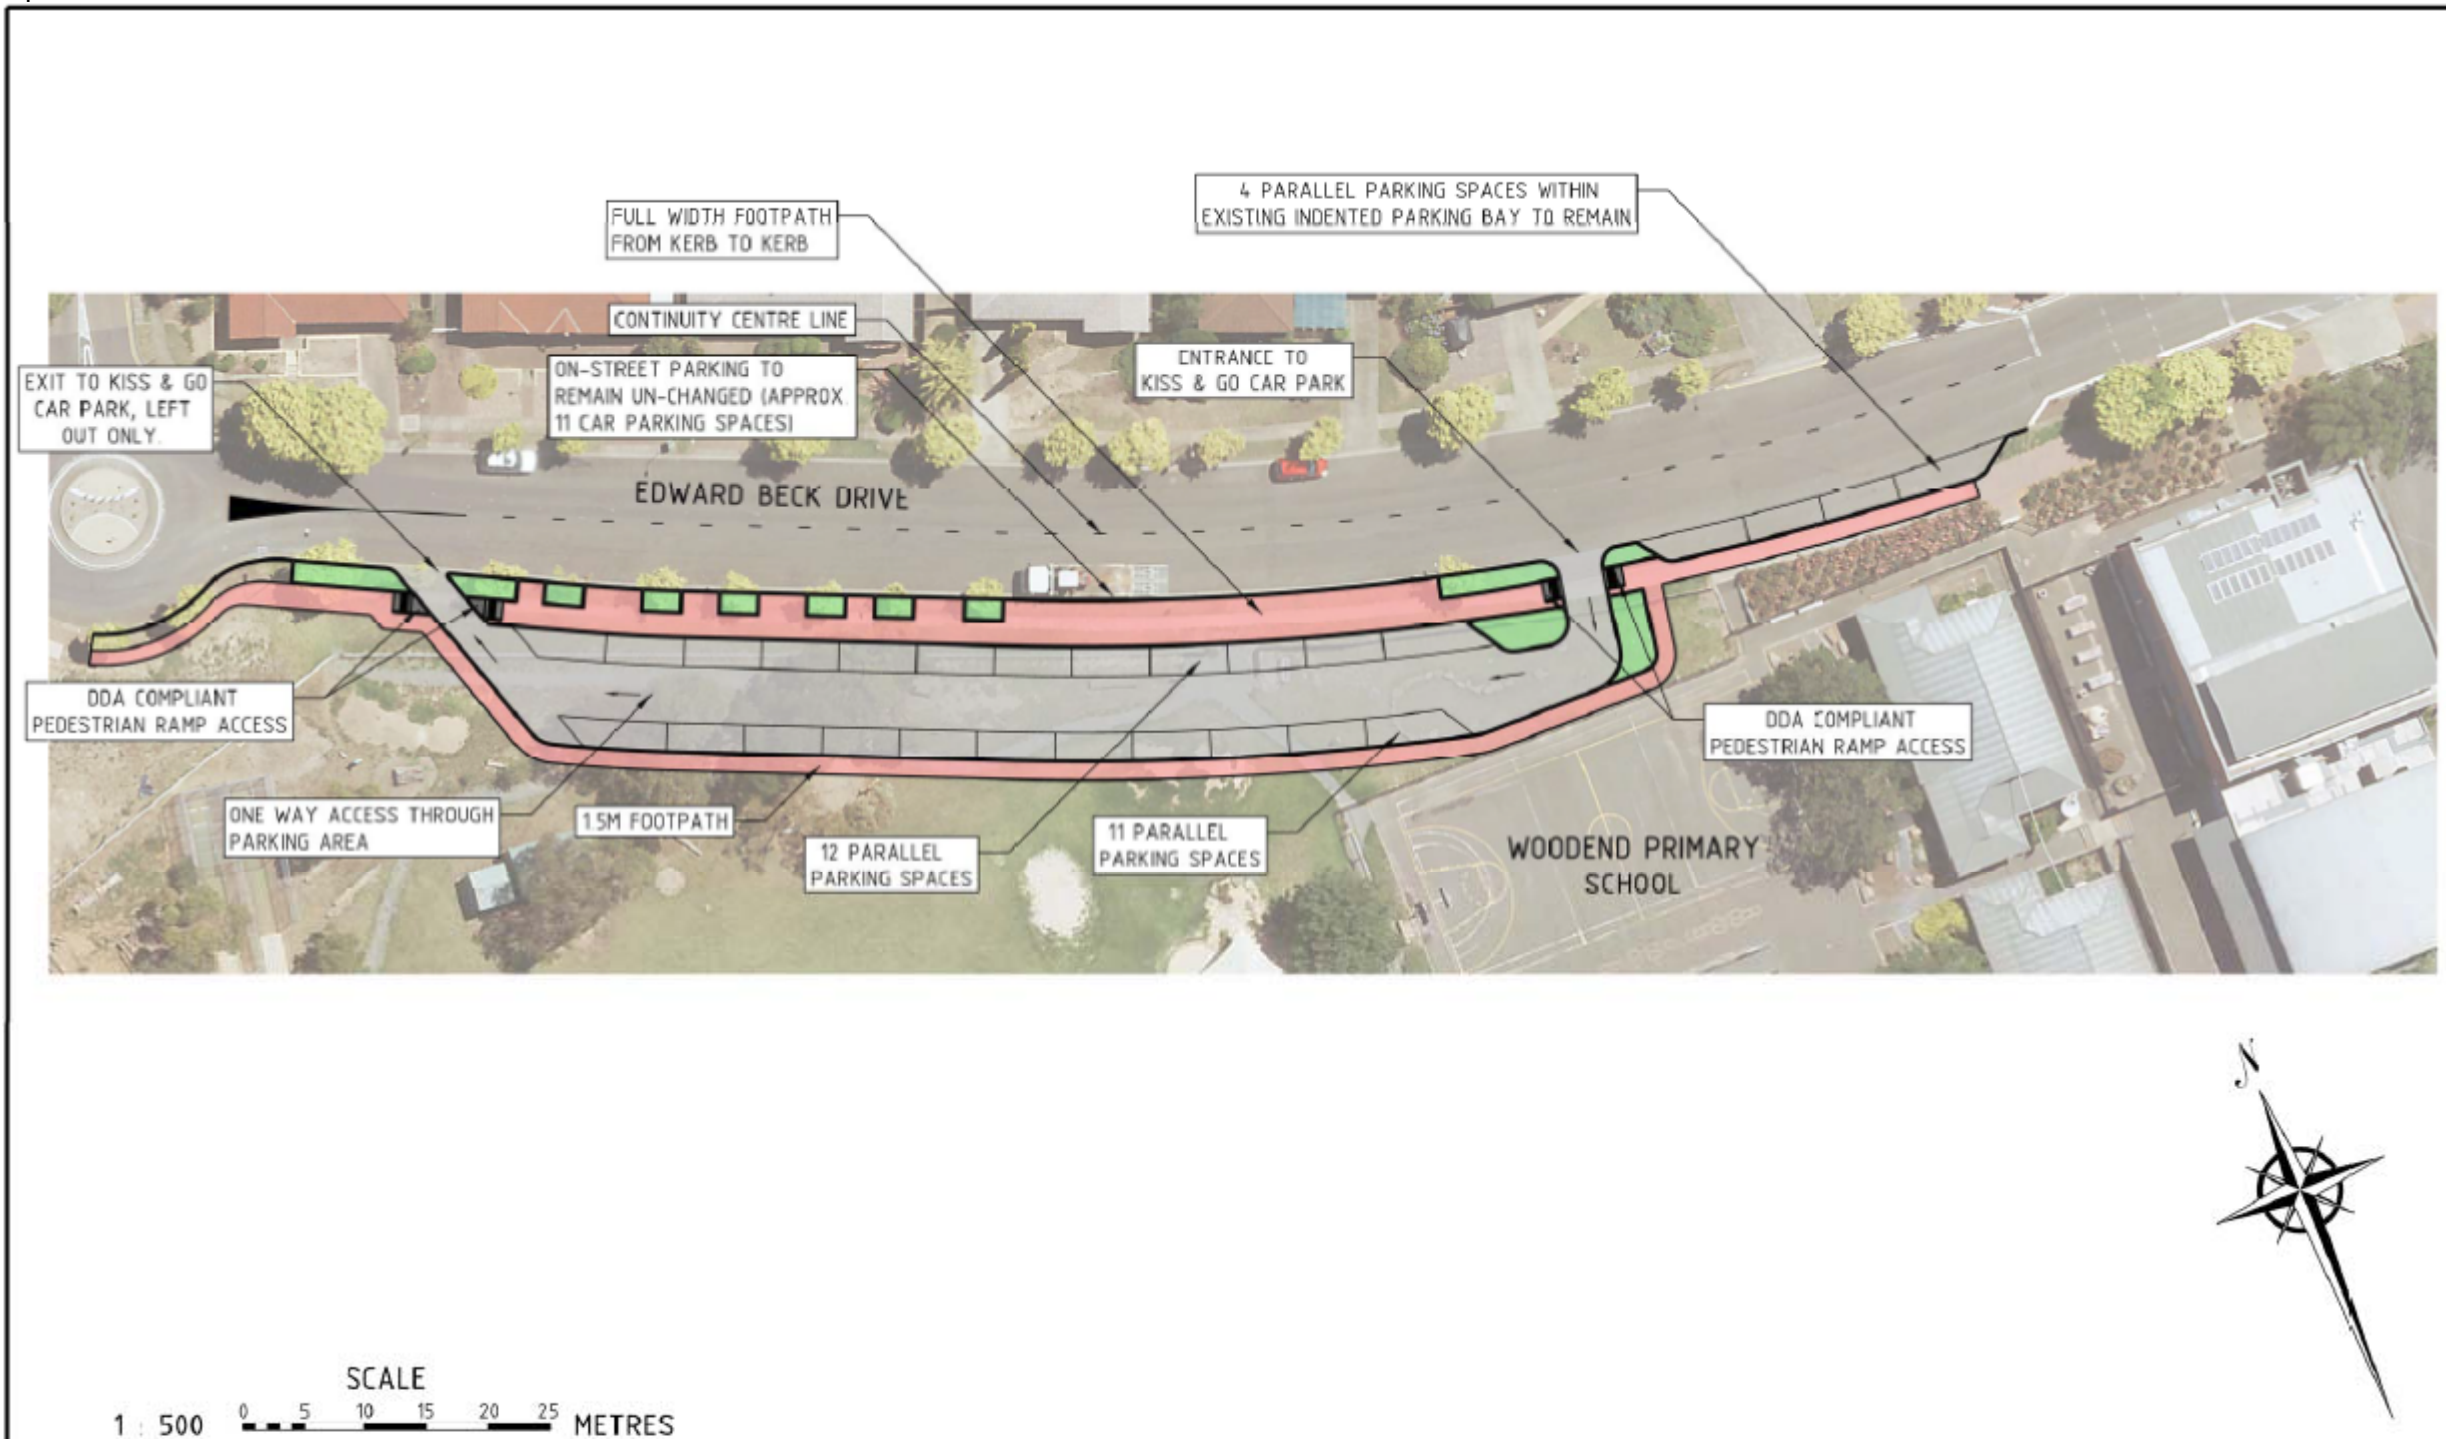 FULL WIDTH FOOTPATH
FROM KERB TO KERB
4 PARALLEL PARKING SPACES WITHIN
EXISTING INDENTED PARKING BAY TO REMAIN
CONTINUITY CENTRE LINE
ON-STREET PARKING TO
REMAIN UN-CHANGED (APPROX.
11 CAR PARKING SPACES)
ENTRANCE TO
KISS & GO CAR PARK
EXIT TO KISS & GO
CAR PARK, LEFT
OUT ONLY.
EDWARD BECK DRIVE
DDA COMPLIANT
PEDESTRIAN RAMP ACCESS
DDA COMPLIANT
PEDESTRIAN RAMP ACCESS
ONE WAY ACCESS THROUGH
PARKING AREA
1.5M FOOTPATH
12 PARALLEL
PARKING SPACES
11 PARALLEL
PARKING SPACES
WOODEND PRIMARY
SCHOOL
N
SCALE
1 : 500
0 5 10 15 20 25 METRES